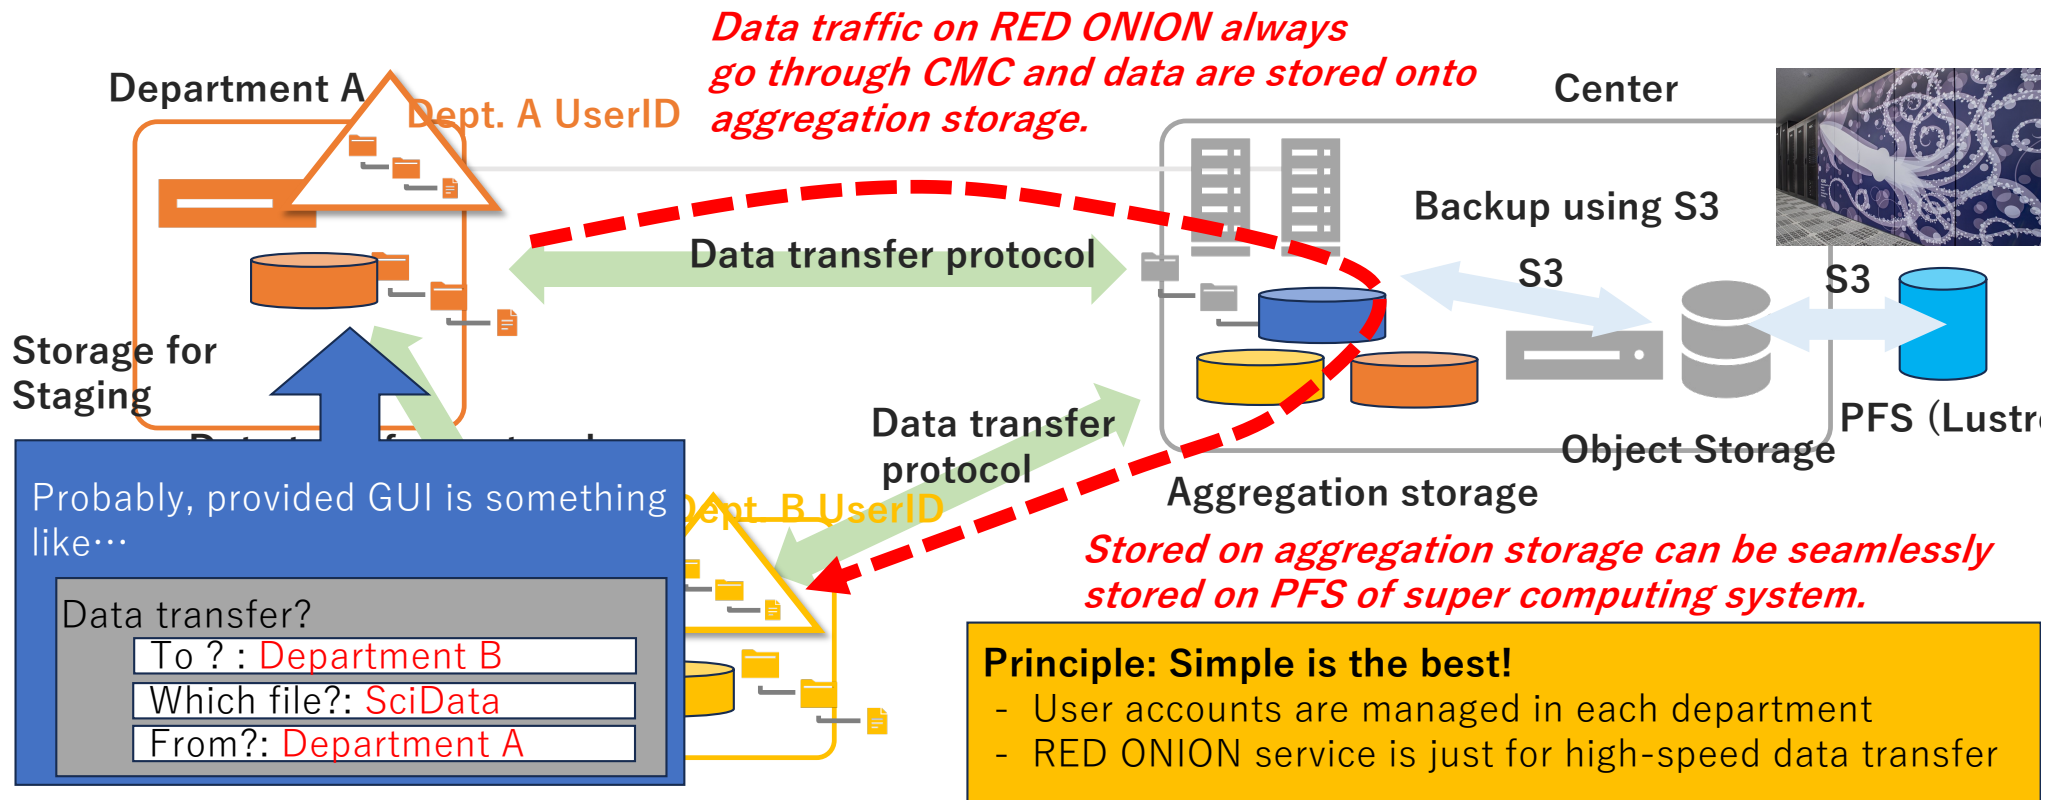 Data traffic on RED ONION always
go through CMC and data are stored onto
aggregation storage.
Department A
Dept. A UserID
Center
Backup using S3
Data transfer protocol
S3
S3
Storage for
Staging
Data transfer
protocol
PFS (Lustre
Object Storage
Aggregation storage
Dept. B UserID
Probably, provided GUI is something
like…
Data transfer?
To ? : Department B
Which file?: SciData
From?: Department A
Stored on aggregation storage can be seamlessly
stored on PFS of super computing system.
Principle: Simple is the best!
- User accounts are managed in each department
- RED ONION service is just for high-speed data transfer